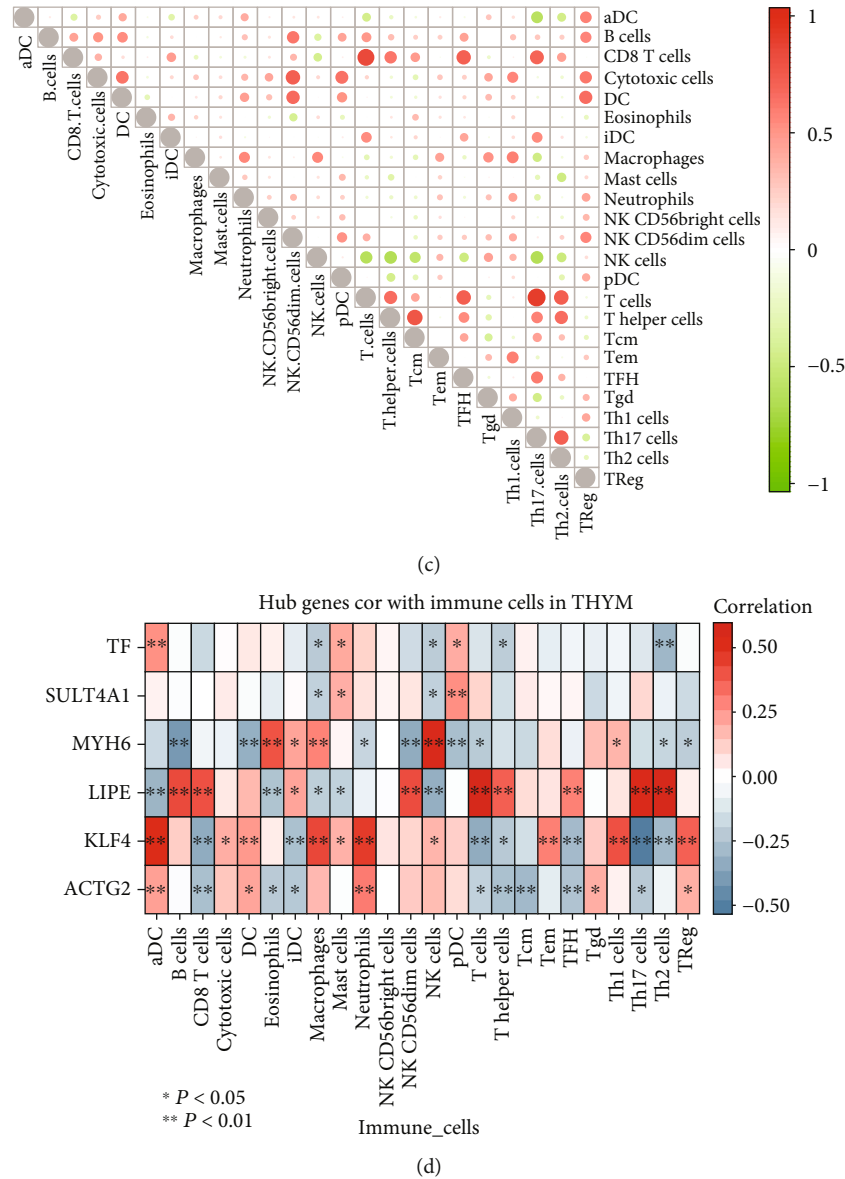 aDC
B cells
CD8 T cells
Cytotoxic cells
DC
Eosinophils
iDC
Macrophages
Mast cells
Neutrophils
NK CD56bright cells
NK CD56dim cells
NK cells
pDC
T cells
T helper cells
Tcm
Tem
TFH
Tgd
Th1 cells
Th17 cells
Th2 cells
TReg
aDC
B.cells
CD8.T.cells
Cytotoxic.cells
DC
Eosinophils
iDC
Macrophages
Mast.cells
Neutrophils
NK.CD56bright.cells
NK.CD56dim.cells
NK.cells
pDC
T.cells
T.helper.cells
Tcm
Tem
TFH
Tgd
Th1.cells
Th17.cells
Th2.cells
TReg
1
0.5
0
−0.5
−1
(c)
Hub genes cor with immune cells in THYM
Correlation
TF
** * * * * * * **
SULT4A1
* * * **
MYH6
** ** ** * ** * ** ** ** * * * *
LIPE
** ** ** ** * * * ** ** ** ** ** ** **
KLF4
** ** * ** ** ** * ** * ** * ** ** ** ** ** **
ACTG2
** ** * * * ** * ** ** ** * * *
0.50
0.25
0.00
−0.25
−0.50
aDC
B cells
CD8 T cells
Cytotoxic cells
DC
Eosinophils
iDC
Macrophages
Mast cells
Neutrophils
NK CD56bright cells
NK CD56dim cells
NK cells
pDC
T cells
T helper cells
Tcm
Tem
TFH
Tgd
Th1 cells
Th17 cells
Th2 cells
TReg
* P < 0.05
** P < 0.01
Immune_cells
(d)